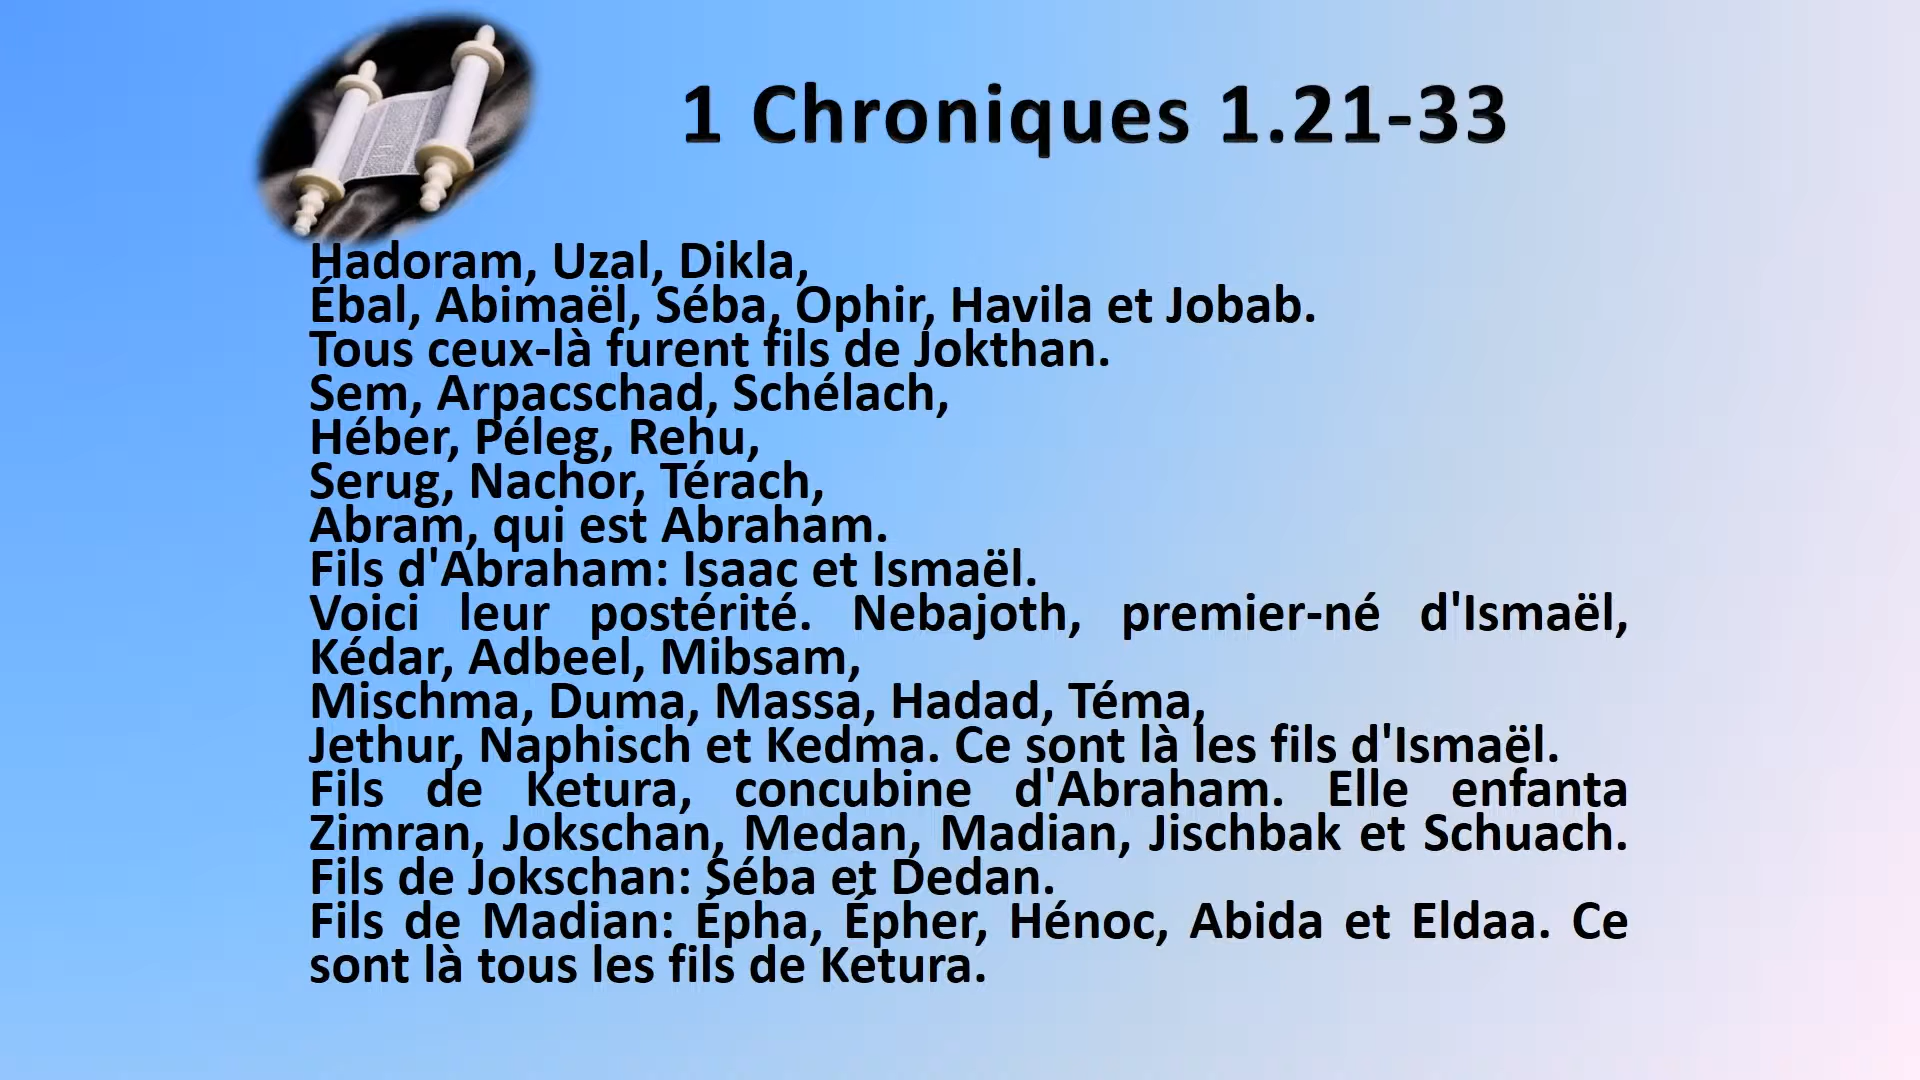 1 Chroniques 1.21-33
Hadoram, Uzal, Dikla,
Ébal, Abimaël, Séba, Ophir, Havila et Jobab.
Tous ceux-là furent fils de Jokthan.
Sem, Arpacschad, Schélach,
Héber, Péleg, Rehu,
Serug, Nachor, Térach,
Abram, qui est Abraham.
Fils d'Abraham: Isaac et Ismaël.
Voici leur postérité. Nebajoth, premier-né d'Ismaël,
Kédar, Adbeel, Mibsam,
Mischma, Duma, Massa, Hadad, Téma,
Jethur, Naphisch et Kedma. Ce sont là les fils d'Ismaël.
Fils de Ketura, concubine d'Abraham. Elle enfanta
Zimran, Jokschan, Medan, Madian, Jischbak et Schuach.
Fils de Jokschan: Séba et Dedan.
Fils de Madian: Épha, Épher, Hénoc, Abida et Eldaa. Ce
sont là tous les fils de Ketura.